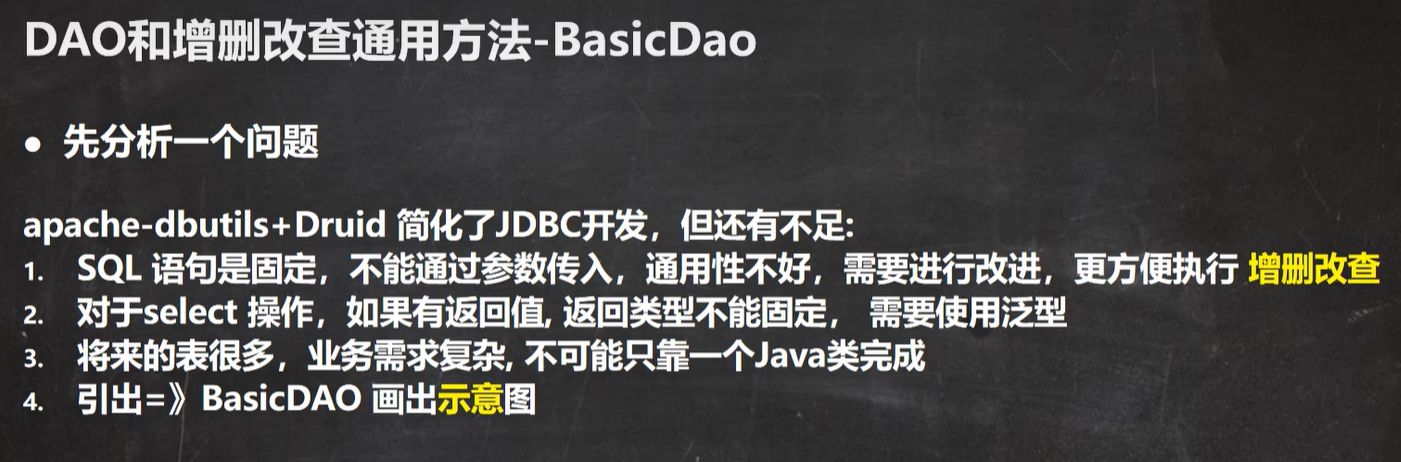 DAO和增删改查通用方法-BasicDao
● 先分析一个问题
apache-dbutils+Druid 简化了JDBC开发，但还有不足:
1. SQL 语句是固定，不能通过参数传入，通用性不好，需要进行改进，更方便执行 增删改查
2. 对于select 操作，如果有返回值, 返回类型不能固定， 需要使用泛型
3. 将来的表很多，业务需求复杂, 不可能只靠一个Java类完成
4. 引出=》BasicDAO 画出示意图